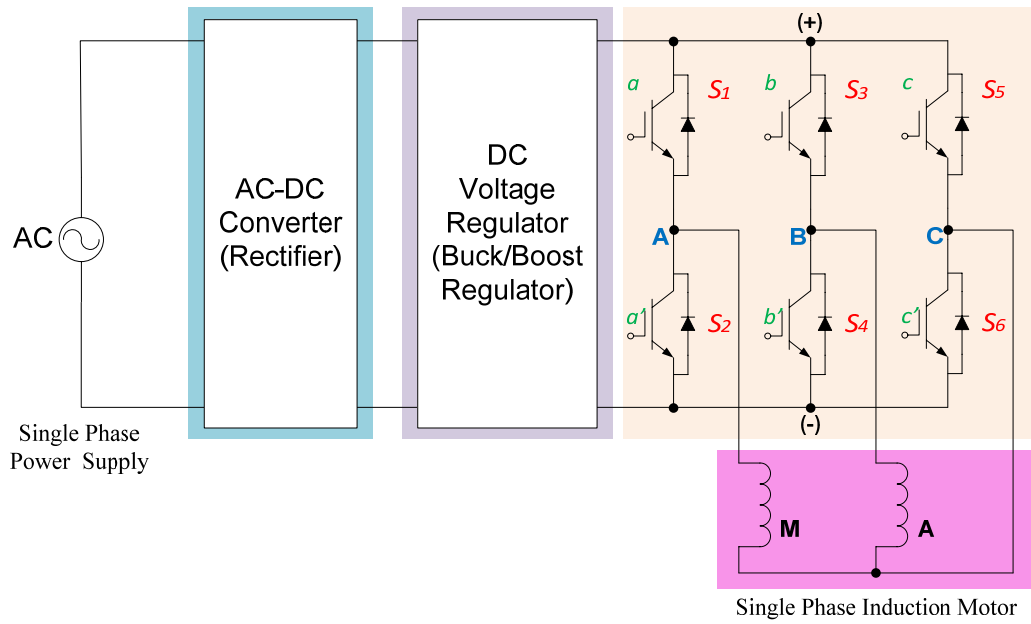 AC
Single Phase
Power Supply
AC-DC
Converter
(Rectifier)
DC
Voltage
Regulator
(Buck/Boost
Regulator)
(+)
a
S1
b
S3
c
S5
A
B
C
a'
S2
b'
S4
c'
S6
(-)
M
A
Single Phase Induction Motor